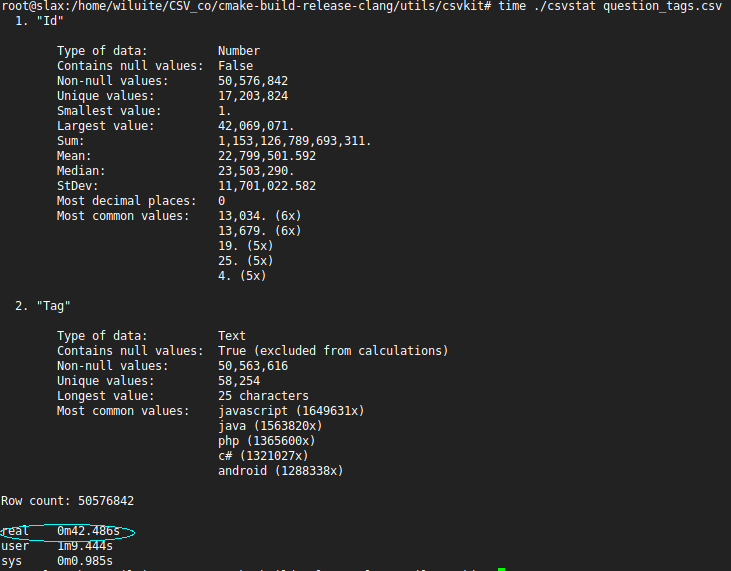 root@slax:/home/wiluite/CSV_co/cmake-build-release-clang/utils/csvkit# time ./csvstat question_tags.csv
1. "Id"
Type of data: Number
Contains null values: False
Non-null values: 50,576,842
Unique values: 17,203,824
Smallest value: 1.
Largest value: 42,069,071.
Sum: 1,153,126,789,693,311.
Mean: 22,799,501.592
Median: 23,503,290.
StDev: 11,701,022.582
Most decimal places: 0
Most common values: 13,034. (6x)
13,679. (6x)
19. (5x)
25. (5x)
4. (5x)
2. "Tag"
Type of data: Text
Contains null values: True (excluded from calculations)
Non-null values: 50,563,616
Unique values: 58,254
Longest value: 25 characters
Most common values: javascript (1649631x)
java (1563820x)
php (1365600x)
c# (1321027x)
android (1288338x)
Row count: 50576842
real 0m42.486s
user 1m9.444s
sys 0m0.985s